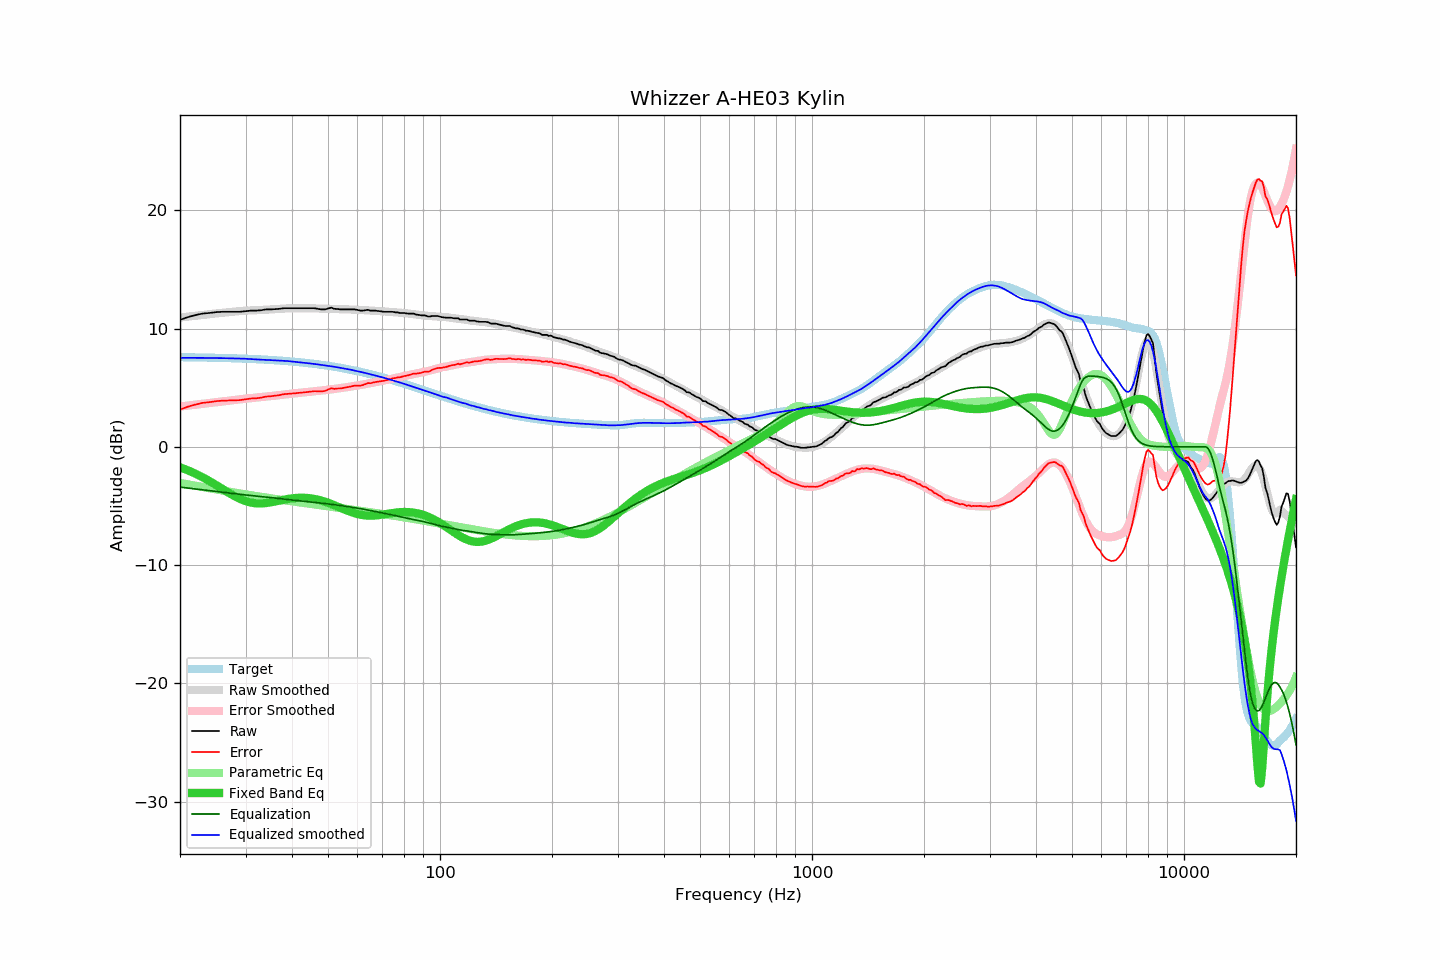 Whizzer A-HE03 Kylin
Amplitude (dBr)
20
10
0
−10
−20
−30
Target
Raw Smoothed
Error Smoothed
Raw
Error
Parametric Eq
Fixed Band Eq
Equalization
Equalized smoothed
100
1000
10000
Frequency (Hz)